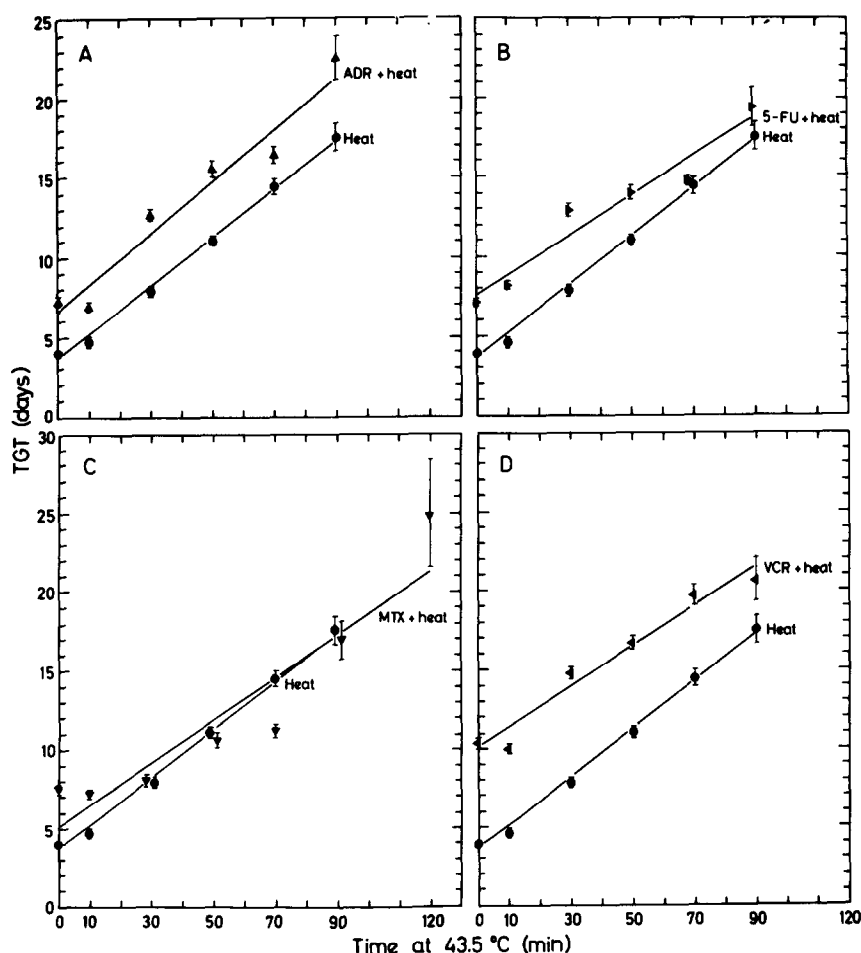 25
20
15
10
5
0
A
ADR + heat
Heat
B
5-FU + heat
Heat
TGT (days)
30
25
20
15
10
5
0
C
MTX + heat
Heat
D
VCR + heat
Heat
0 10 30 50 70 90 120
0 10 30 50 70 90 120
Time at 43.5 °C (min)